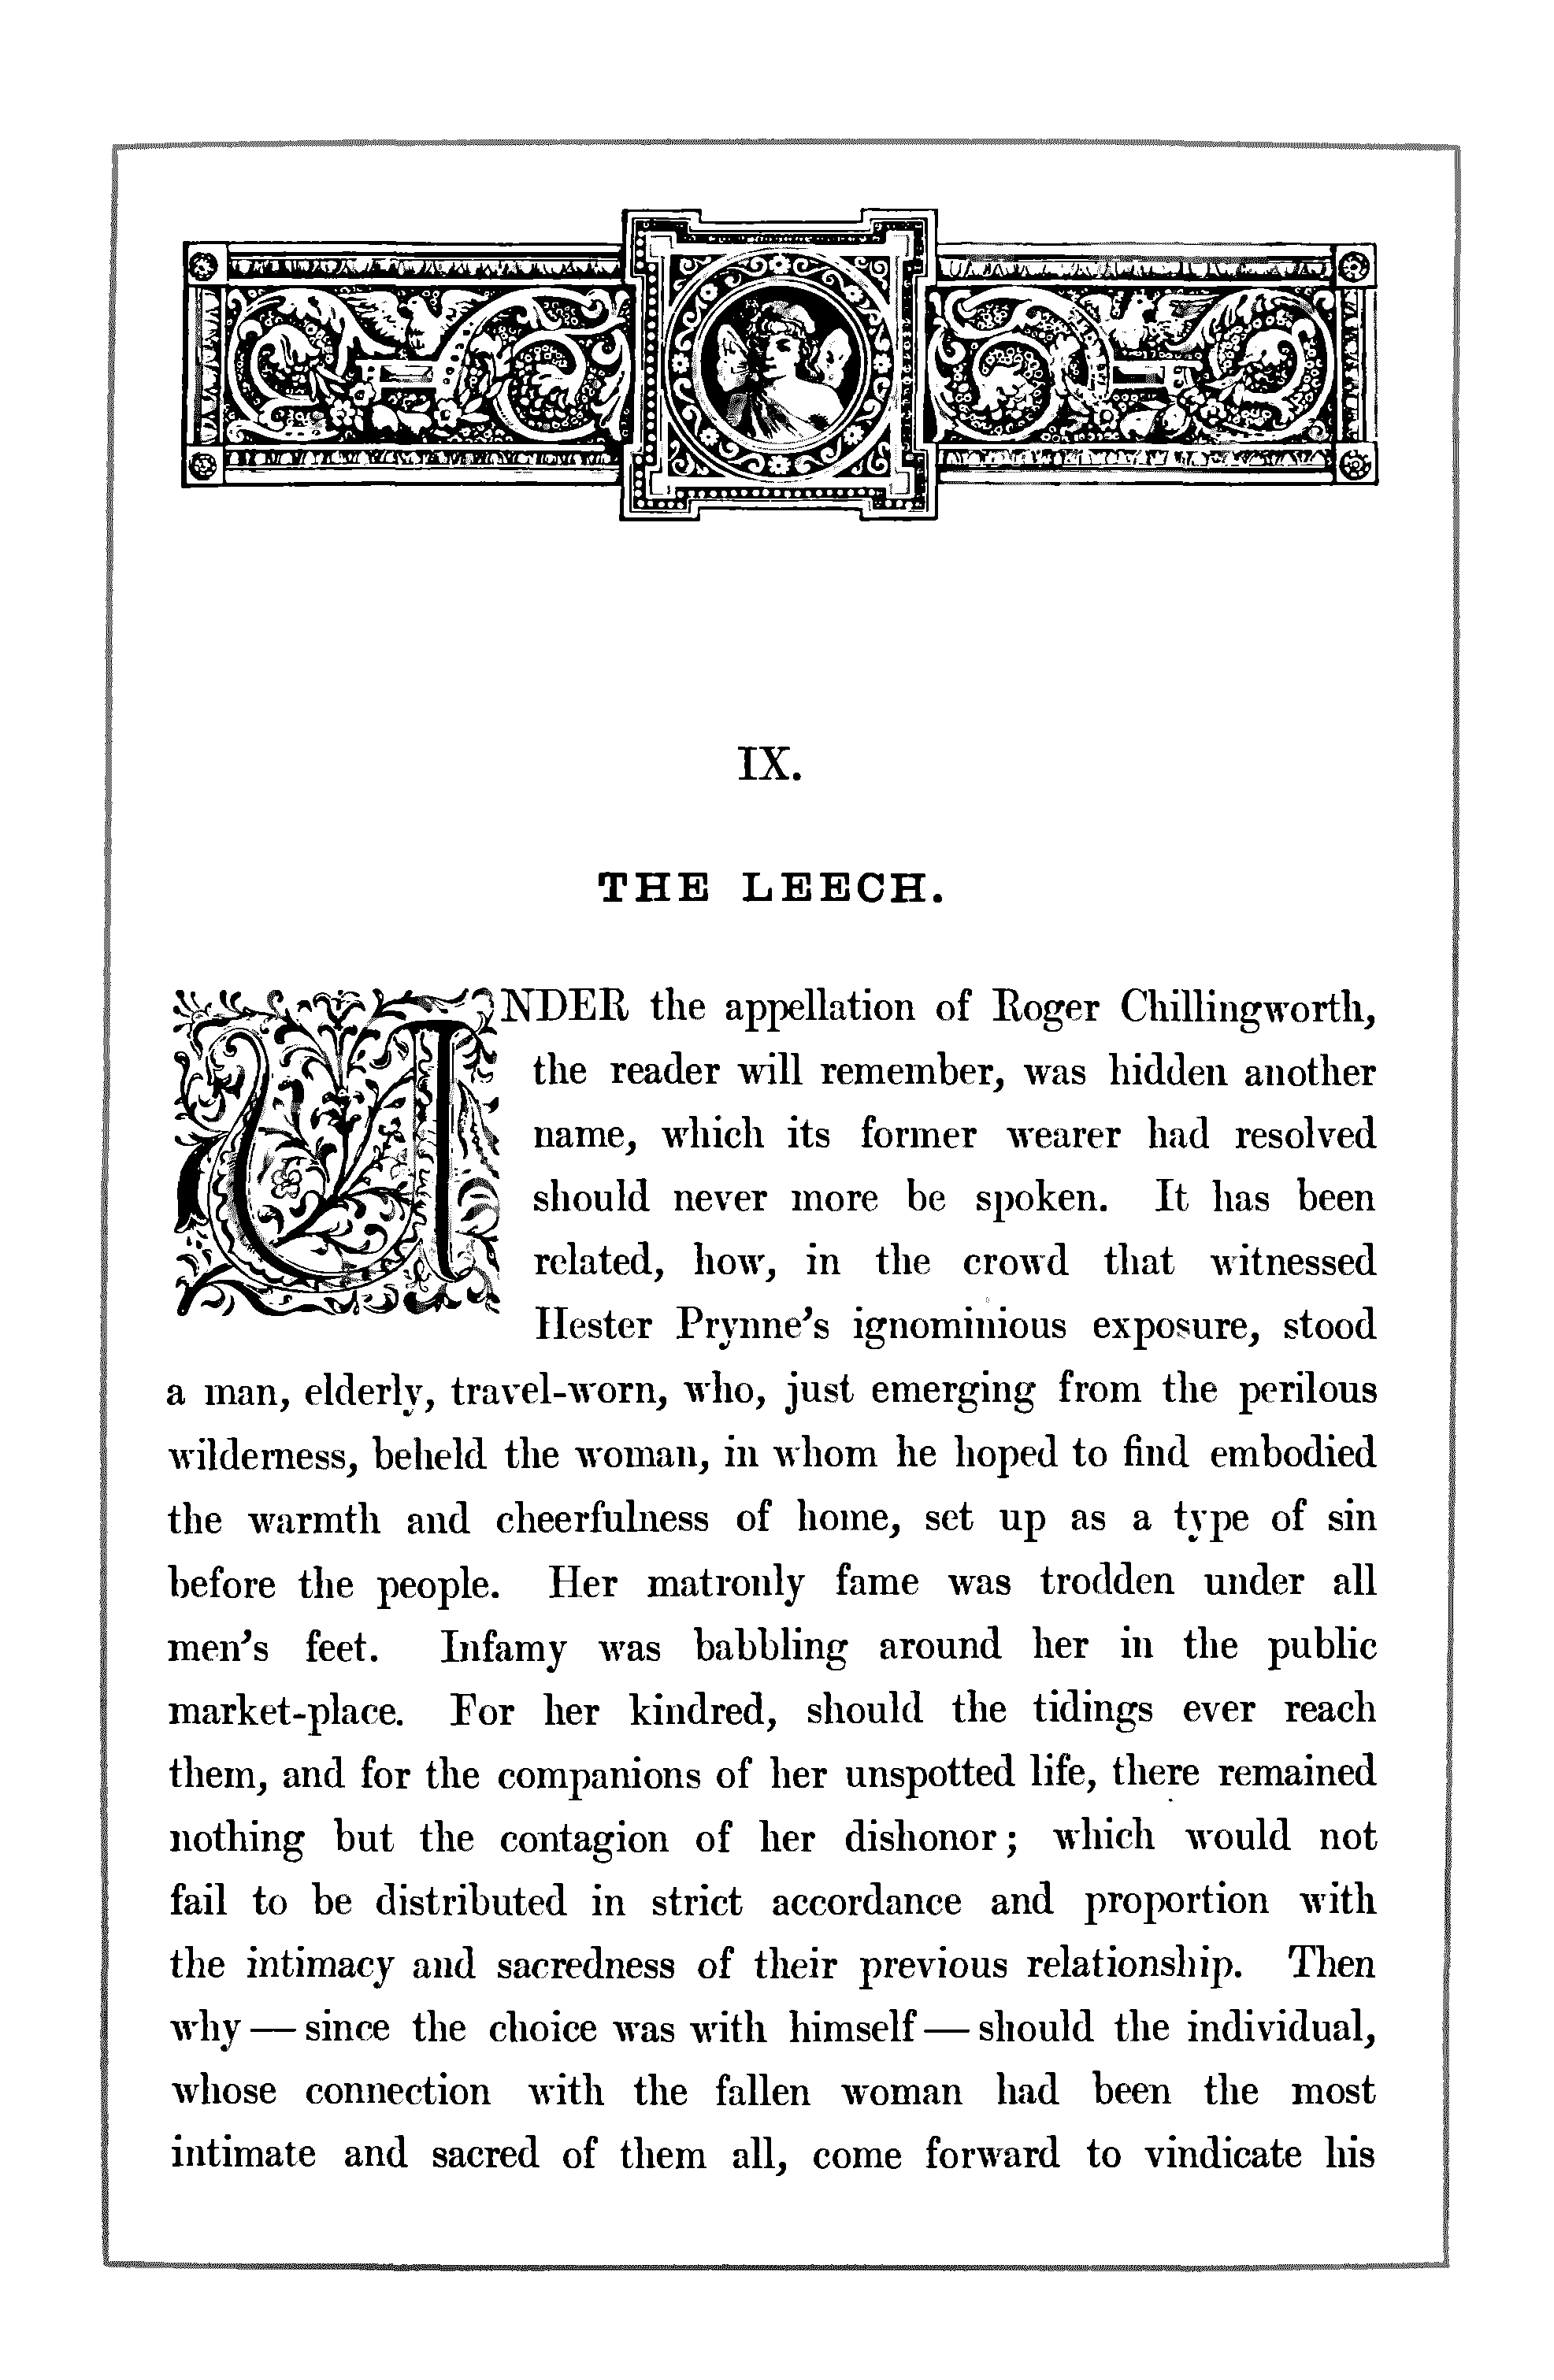 IX.
THE LEECH.
UNDER the appellation of Roger Chillingworth,
the reader will remember, was hidden another
name, which its former wearer had resolved
should never more be spoken. It has been
related, how, in the crowd that witnessed
Hester Prynne's ignominious exposure, stood
a man, elderly, travel-worn, who, just emerging from the perilous
wilderness, beheld the woman, in whom he hoped to find embodied
the warmth and cheerfulness of home, set up as a type of sin
before the people. Her matronly fame was trodden under all
men's feet. Infamy was babbling around her in the public
market-place. For her kindred, should the tidings ever reach
them, and for the companions of her unspotted life, there remained
nothing but the contagion of her dishonor; which would not
fail to be distributed in strict accordance and proportion with
the intimacy and sacredness of their previous relationship. Then
why — since the choice was with himself — should the individual,
whose connection with the fallen woman had been the most
intimate and sacred of them all, come forward to vindicate his